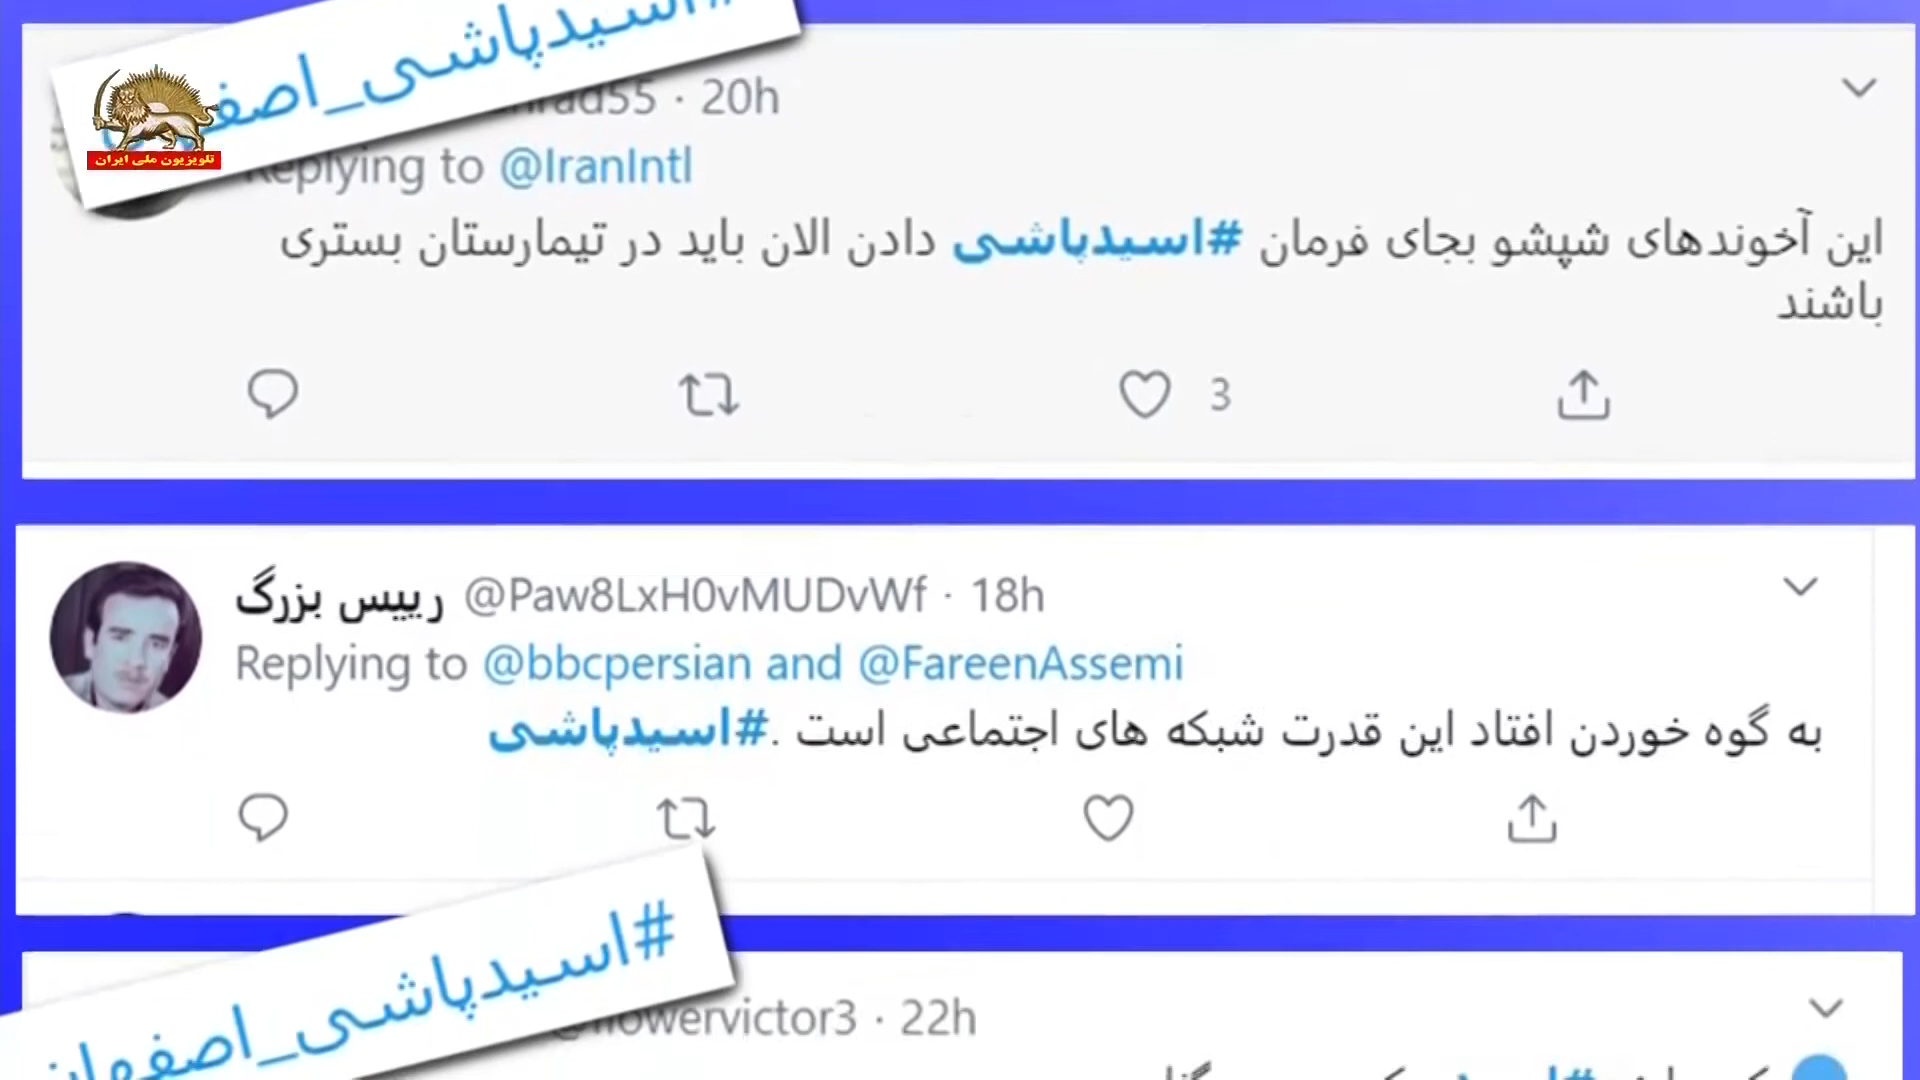 #اسیدپاشی_اصفهان
تلویزیون ملی ایران
20h
Replying to @IranIntl
این آخوندهای شپشو بجای فرمان #اسیدپاشی دادن الان باید در تیمارستان بستری
باشند
3
رییس بزرگ @Paw8LxH0vMUDvWf · 18h
Replying to @bbcpersian and @FareenAssemi
به گوه خوردن افتاد این قدرت شبکه های اجتماعی است .#اسیدپاشی
#اسیدپاشی_اصفهان
@flowervictor3 · 22h